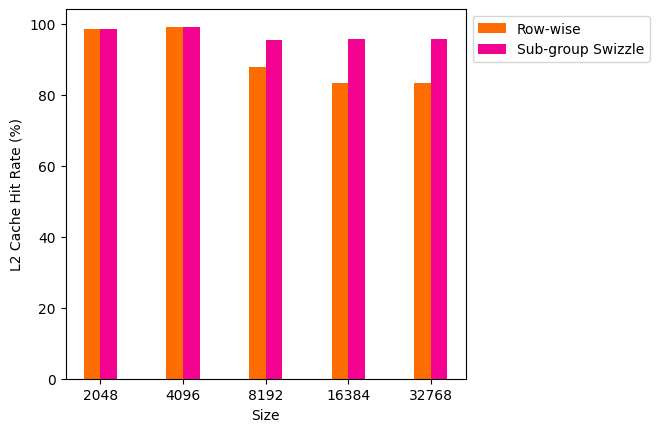 Row-wise
Sub-group Swizzle
L2 Cache Hit Rate (%)
100
80
60
40
20
0
2048 4096 8192 16384 32768
Size